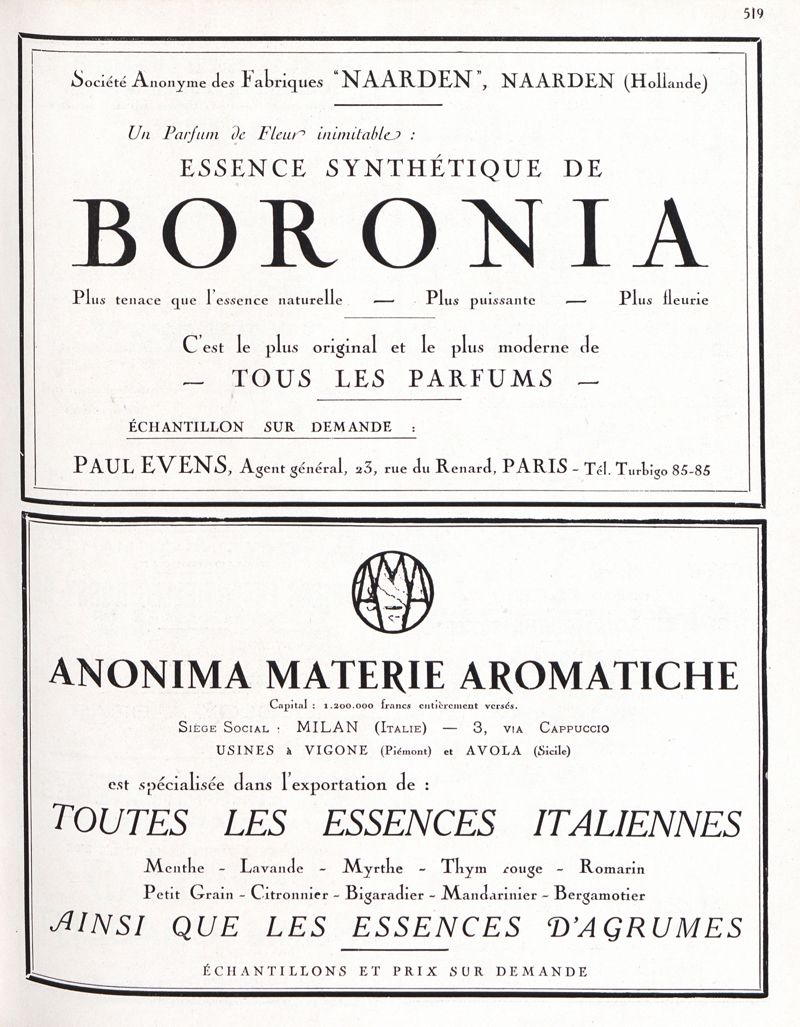 519
Société Anonyme des Fabriques "NAARDEN", NAARDEN (Hollande)
Un Parfum de Fleur inimitable :
ESSENCE SYNTHÉTIQUE DE
BORONIA
Plus tenace que l'essence naturelle — Plus puissante — Plus fleurie
C'est le plus original et le plus moderne de
— TOUS LES PARFUMS —
ÉCHANTILLON SUR DEMANDE :
PAUL EVENS, Agent général, 23, rue du Renard, PARIS - Tél. Turbigo 85-85
ANONIMA MATERIE AROMATICHE
Capital : 1.200.000 francs entièrement versés.
SIÈGE SOCIAL : MILAN (ITALIE) — 3, VIA CAPPUCCIO
USINES à VIGONE (Piémont) et AVOLA (Sicile)
est spécialisée dans l'exportation de :
TOUTES LES ESSENCES ITALIENNES
Menthe - Lavande - Myrthe - Thym rouge - Romarin
Petit Grain - Citronnier - Bigaradier - Mandarinier - Bergamotier
AINSI QUE LES ESSENCES D'AGRUMES
ÉCHANTILLONS ET PRIX SUR DEMANDE